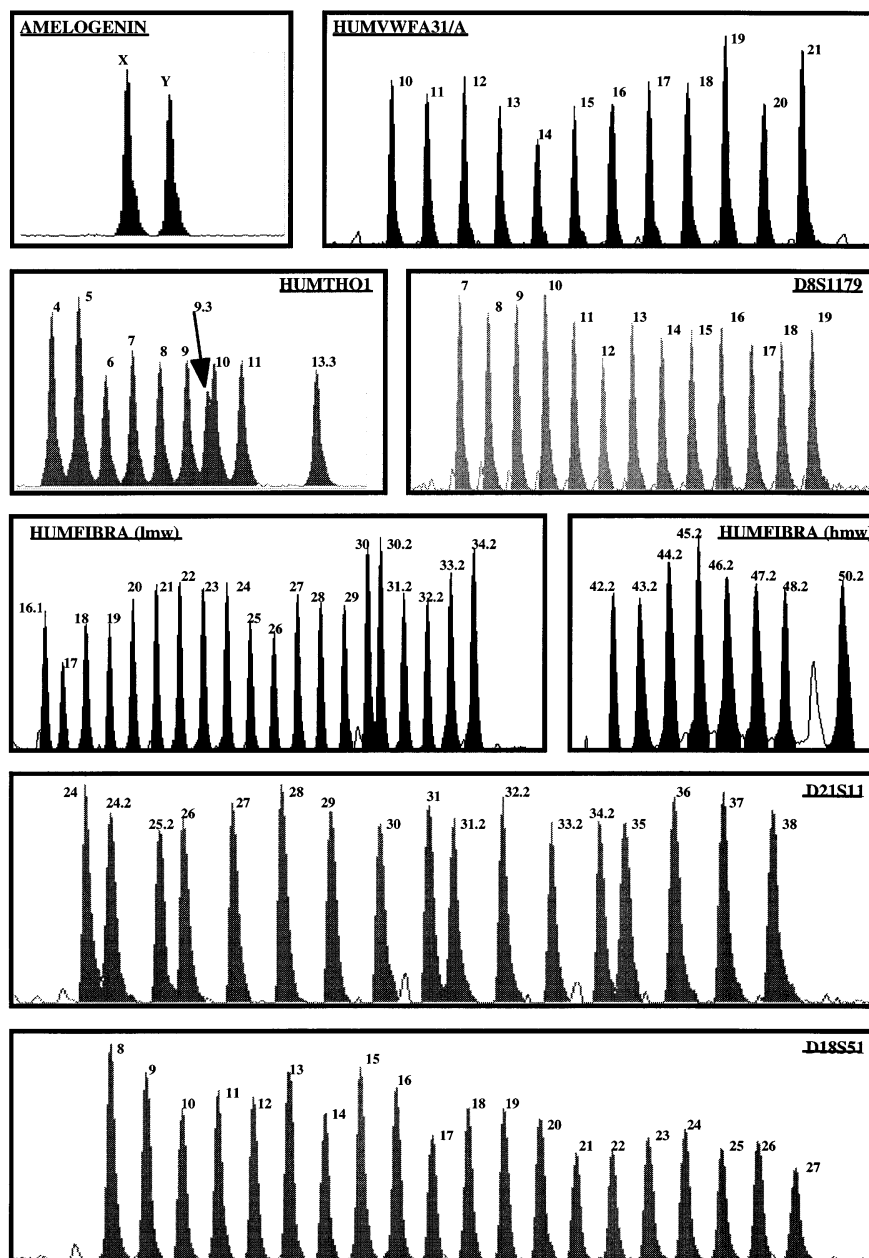 AMELOGENIN
X Y
HUMVWFA31/A
10 11 12 13 14 15 16 17 18 19 20 21
HUMTHO1
4 5 6 7 8 9 9.3 10 11 13.3
D8S1179
7 8 9 10 11 12 13 14 15 16 17 18 19
HUMFIBRA (lmw)
16.1 17 18 19 20 21 22 23 24 25 26 27 28 29 30 30.2 31.2 32.2 33.2 34.2
HUMFIBRA (hmw)
42.2 43.2 44.2 45.2 46.2 47.2 48.2 50.2
D21S11
24 24.2 25.2 26 27 28 29 30 31 31.2 32.2 33.2 34.2 35 36 37 38
D18S51
8 9 10 11 12 13 14 15 16 17 18 19 20 21 22 23 24 25 26 27